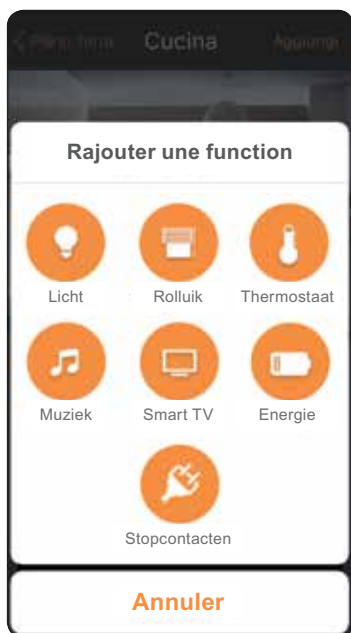 Cucina
Rajouter une function
Licht
Rolluik
Thermostaat
Muziek
Smart TV
Energie
Stopcontacten
Annuler